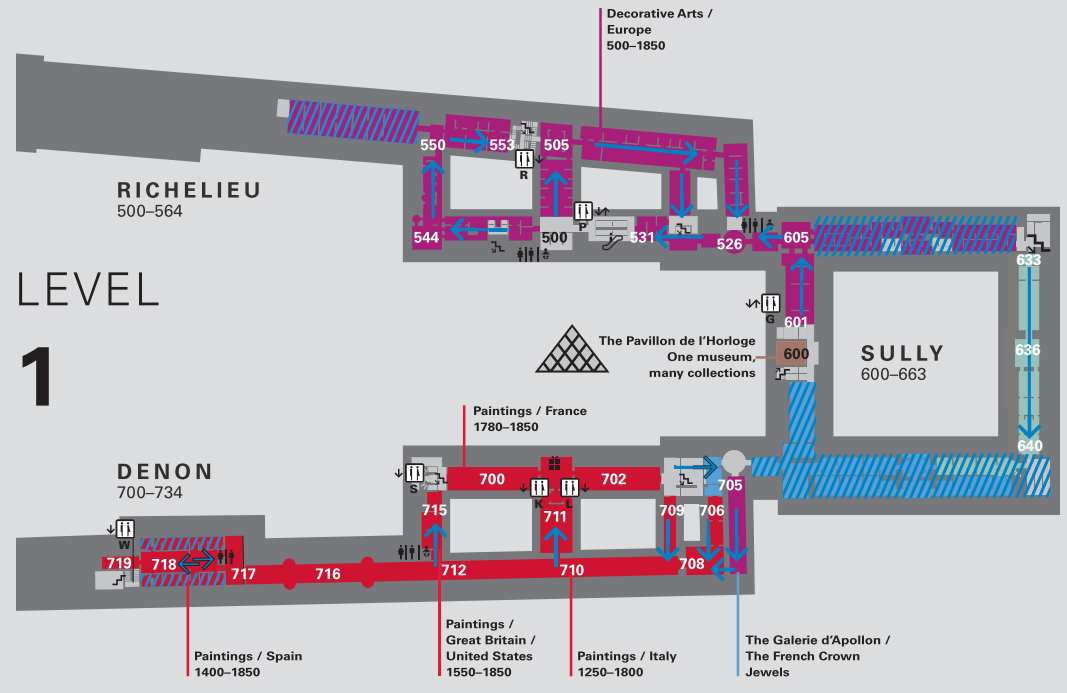 Decorative Arts /
Europe
500–1850
550
553
505
R
P
RICHELIEU
500–564
544
500
531
526
605
633
LEVEL
1
G
601
The Pavillon de l’Horloge
One museum,
many collections
600
636
SULLY
600–663
Paintings / France
1780–1850
640
DENON
700–734
S
700
702
705
K
L
715
711
709
706
W
719
718
717
716
712
710
708
Paintings / Spain
1400–1850
Paintings /
Great Britain /
United States
1550–1850
Paintings / Italy
1250–1800
The Galerie d’Apollon /
The French Crown
Jewels